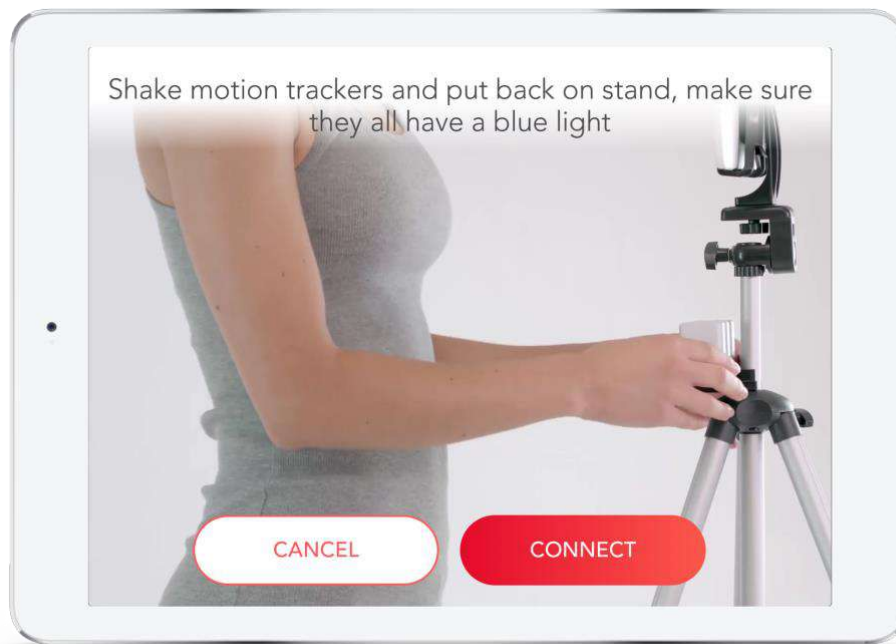 Shake motion trackers and put back on stand, make sure
they all have a blue light
CANCEL
CONNECT